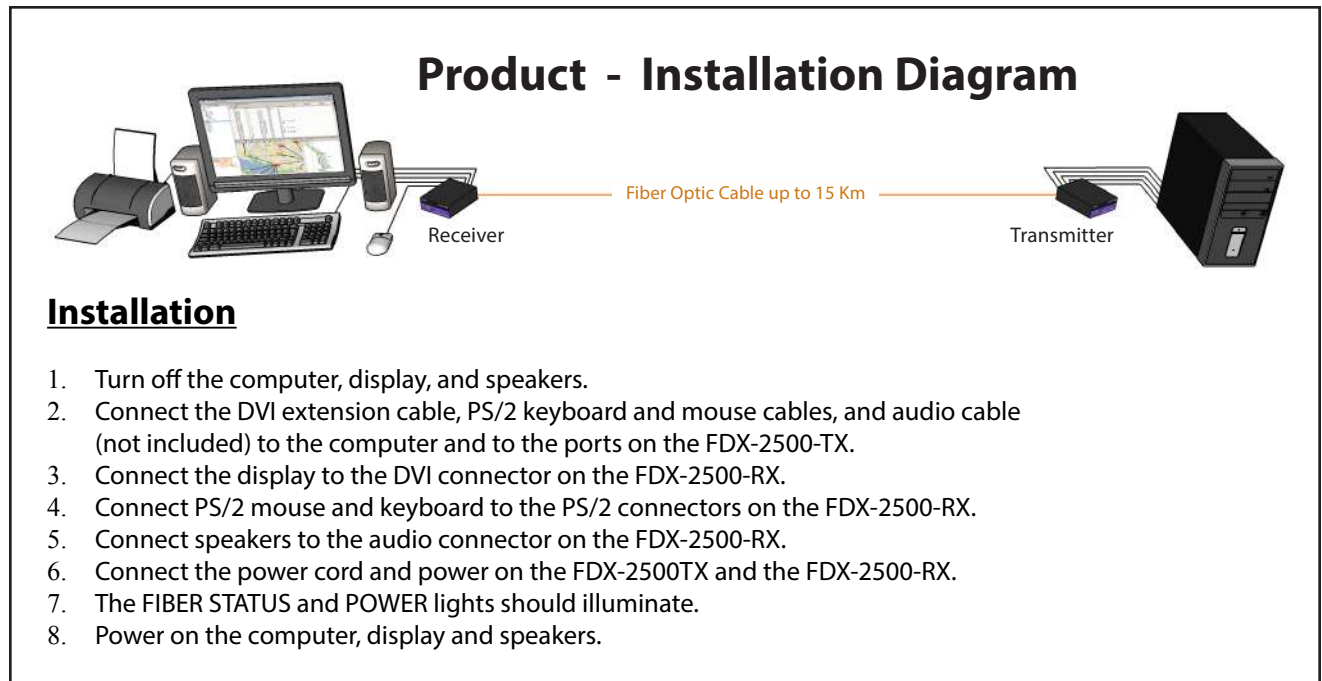 Product - Installation Diagram
Fiber Optic Cable up to 15 Km
Receiver
Transmitter
Installation
1. Turn off the computer, display, and speakers.
2. Connect the DVI extension cable, PS/2 keyboard and mouse cables, and audio cable
(not included) to the computer and to the ports on the FDX-2500-TX.
3. Connect the display to the DVI connector on the FDX-2500-RX.
4. Connect PS/2 mouse and keyboard to the PS/2 connectors on the FDX-2500-RX.
5. Connect speakers to the audio connector on the FDX-2500-RX.
6. Connect the power cord and power on the FDX-2500TX and the FDX-2500-RX.
7. The FIBER STATUS and POWER lights should illuminate.
8. Power on the computer, display and speakers.